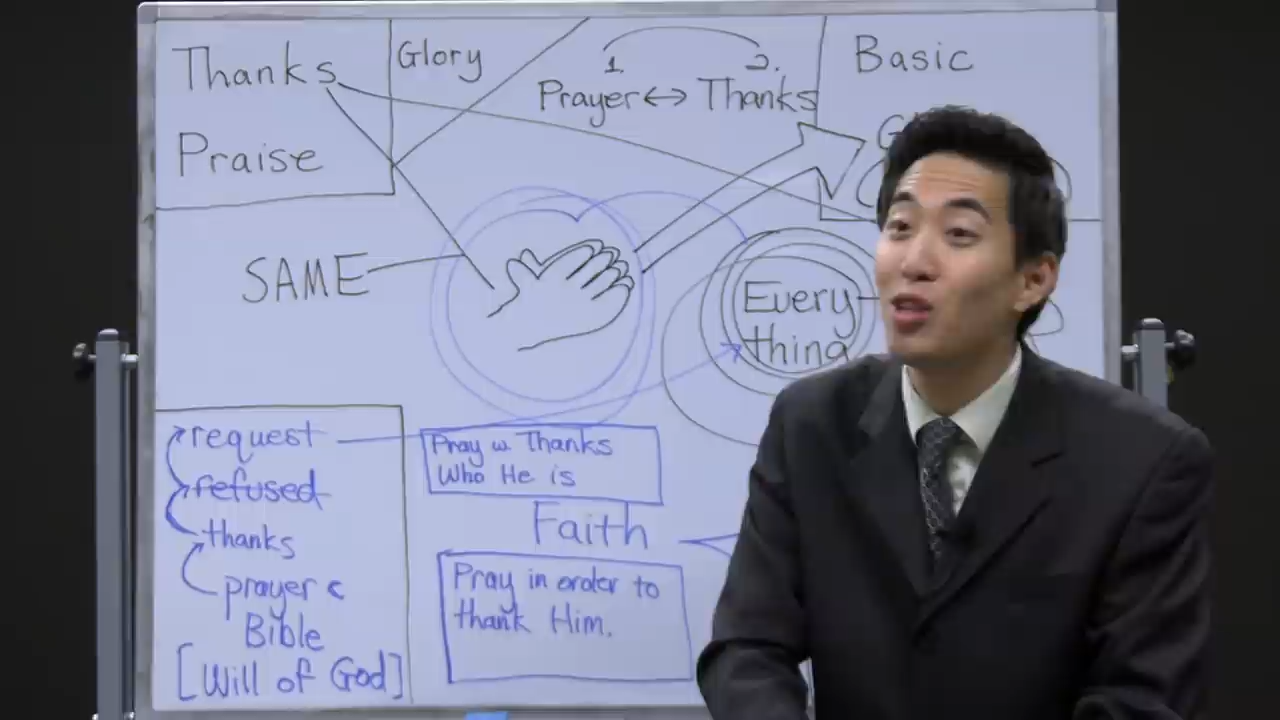 Thanks
Praise
Glory
1. 2.
Prayer ↔ Thanks
Basic
SAME
Every
thing
request
refused
thanks
prayer c
Bible
[Will of God]
Pray w. Thanks
Who He is
Faith
Pray in order to
thank Him.